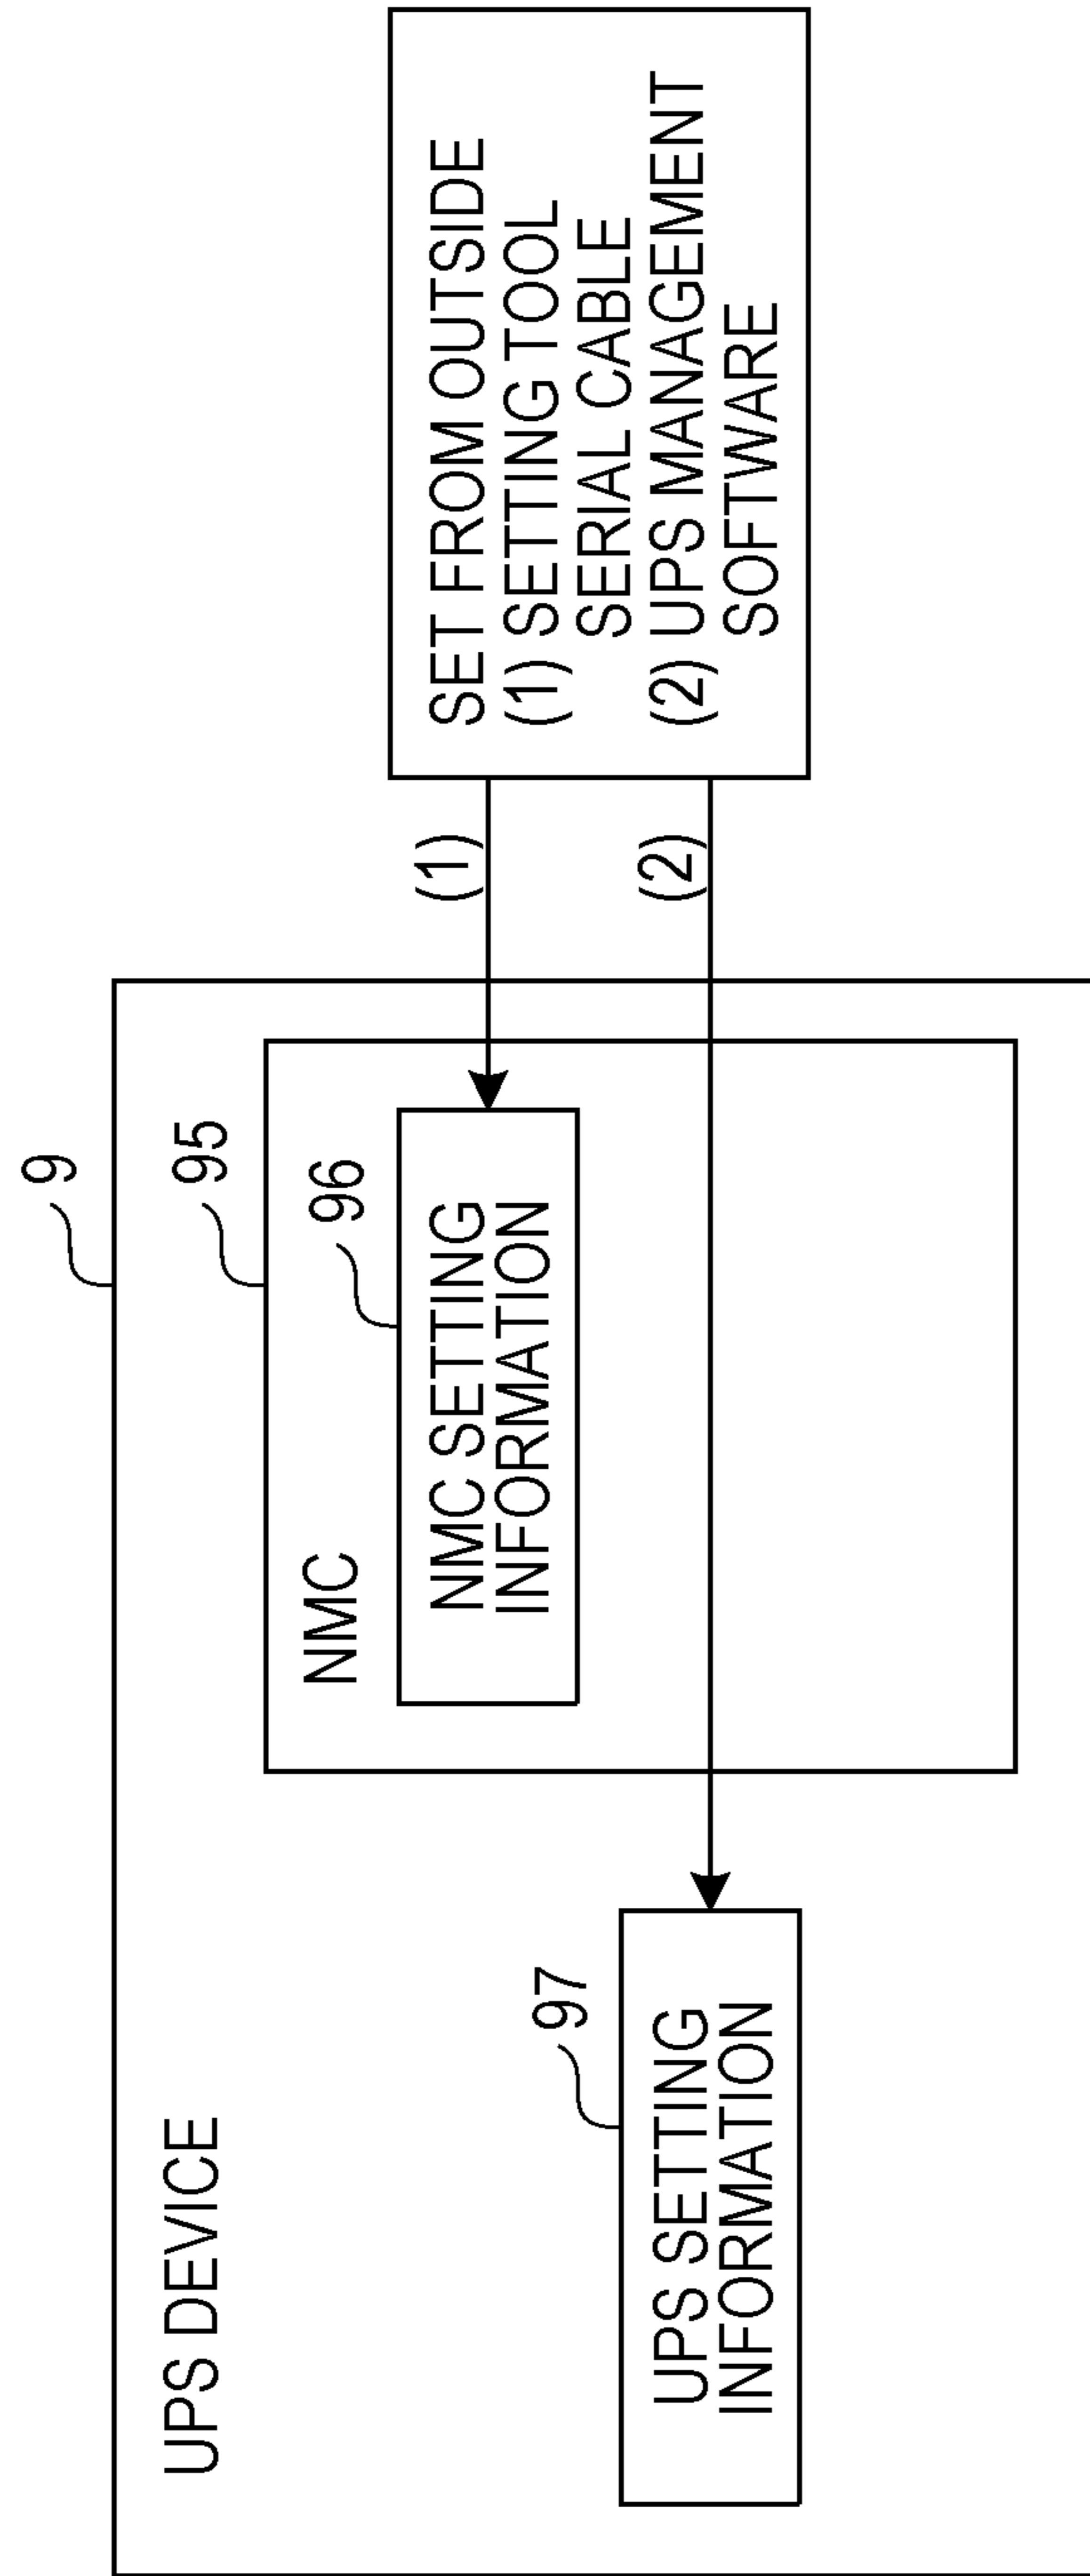 9
UPS DEVICE
95
NMC
96
NMC SETTING
INFORMATION
97
UPS SETTING
INFORMATION
(1)
(2)
SET FROM OUTSIDE
(1) SETTING TOOL
SERIAL CABLE
(2) UPS MANAGEMENT
SOFTWARE